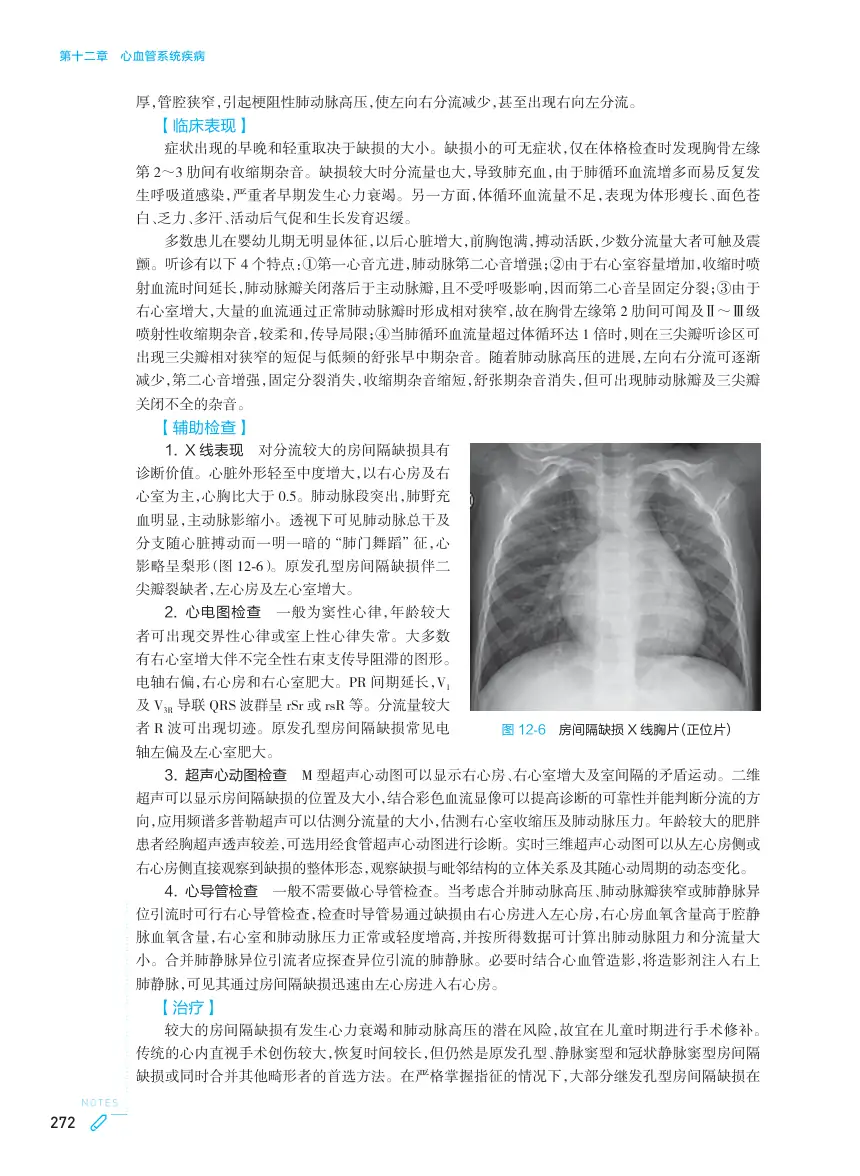 第十二章 心血管系统疾病
厚,管腔狭窄,引起梗阻性肺动脉高压,使左向右分流减少,甚至出现右向左分流。
【临床表现】
症状出现的早晚和轻重取决于缺损的大小。缺损小的可无症状,仅在体格检查时发现胸骨左缘
第 2～3 肋间有收缩期杂音。缺损较大时分流量也大,导致肺充血,由于肺循环血流增多而易反复发
生呼吸道感染,严重者早期发生心力衰竭。另一方面,体循环血流量不足,表现为体形瘦长、面色苍
白、乏力、多汗、活动后气促和生长发育迟缓。
多数患儿在婴幼儿期无明显体征,以后心脏增大,前胸饱满,搏动活跃,少数分流量大者可触及震
颤。听诊有以下 4 个特点:①第一心音亢进,肺动脉第二心音增强;②由于右心室容量增加,收缩时喷
射血流时间延长,肺动脉瓣关闭落后于主动脉瓣,且不受呼吸影响,因而第二心音呈固定分裂;③由于
右心室增大,大量的血流通过正常肺动脉瓣时形成相对狭窄,故在胸骨左缘第 2 肋间可闻及Ⅱ～Ⅲ级
喷射性收缩期杂音,较柔和,传导局限;④当肺循环血流量超过体循环达 1 倍时,则在三尖瓣听诊区可
出现三尖瓣相对狭窄的短促与低频的舒张早中期杂音。随着肺动脉高压的进展,左向右分流可逐渐
减少,第二心音增强,固定分裂消失,收缩期杂音缩短,舒张期杂音消失,但可出现肺动脉瓣及三尖瓣
关闭不全的杂音。
【辅助检查】
1. X 线表现 对分流较大的房间隔缺损具有
诊断价值。心脏外形轻至中度增大,以右心房及右
心室为主,心胸比大于 0.5。肺动脉段突出,肺野充
血明显,主动脉影缩小。透视下可见肺动脉总干及
分支随心脏搏动而一明一暗的“肺门舞蹈”征,心
影略呈梨形(图 12-6)。原发孔型房间隔缺损伴二
尖瓣裂缺者,左心房及左心室增大。
2. 心电图检查 一般为窦性心律,年龄较大
者可出现交界性心律或室上性心律失常。大多数
有右心室增大伴不完全性右束支传导阻滞的图形。
电轴右偏,右心房和右心室肥大。PR 间期延长,V₁
及 V₃ᵣ 导联 QRS 波群呈 rSr 或 rsR 等。分流量较大
者 R 波可出现切迹。原发孔型房间隔缺损常见电
轴左偏及左心室肥大。
图 12-6 房间隔缺损 X 线胸片(正位片)
3. 超声心动图检查 M 型超声心动图可以显示右心房、右心室增大及室间隔的矛盾运动。二维
超声可以显示房间隔缺损的位置及大小,结合彩色血流显像可以提高诊断的可靠性并能判断分流的方
向,应用频谱多普勒超声可以估测分流量的大小,估测右心室收缩压及肺动脉压力。年龄较大的肥胖
患者经胸超声透声较差,可选用经食管超声心动图进行诊断。实时三维超声心动图可以从左心房侧或
右心房侧直接观察到缺损的整体形态,观察缺损与毗邻结构的立体关系及其随心动周期的动态变化。
4. 心导管检查 一般不需要做心导管检查。当考虑合并肺动脉高压、肺动脉瓣狭窄或肺静脉异
位引流时可行右心导管检查,检查时导管易通过缺损由右心房进入左心房,右心房血氧含量高于腔静
脉血氧含量,右心室和肺动脉压力正常或轻度增高,并按所得数据可计算出肺动脉阻力和分流量大
小。合并肺静脉异位引流者应探查异位引流的肺静脉。必要时结合心血管造影,将造影剂注入右上
肺静脉,可见其通过房间隔缺损迅速由左心房进入右心房。
【治疗】
较大的房间隔缺损有发生心力衰竭和肺动脉高压的潜在风险,故宜在儿童时期进行手术修补。
传统的心内直视手术创伤较大,恢复时间较长,但仍然是原发孔型、静脉窦型和冠状静脉窦型房间隔
缺损或同时合并其他畸形者的首选方法。在严格掌握指征的情况下,大部分继发孔型房间隔缺损在
NOTES
272